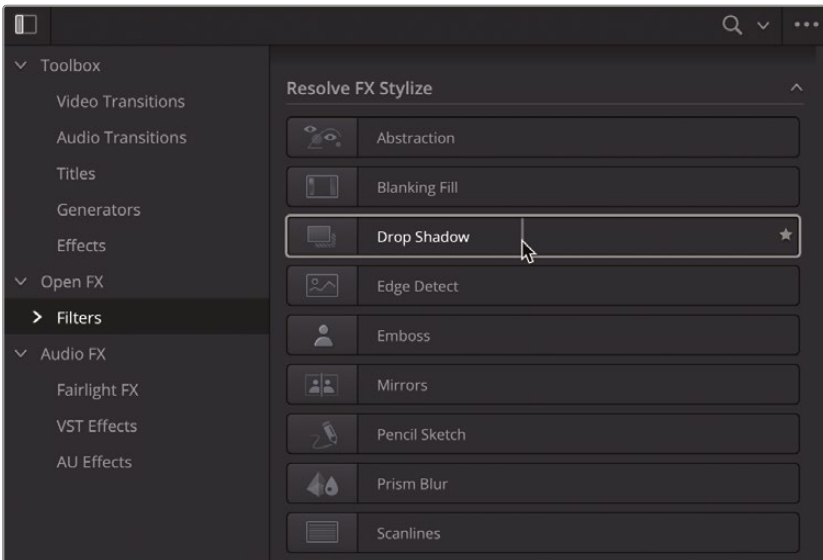 Toolbox
Video Transitions
Audio Transitions
Titles
Generators
Effects
Open FX
Filters
Audio FX
Fairlight FX
VST Effects
AU Effects
Resolve FX Stylize
Abstraction
Blanking Fill
Drop Shadow
Edge Detect
Emboss
Mirrors
Pencil Sketch
Prism Blur
Scanlines